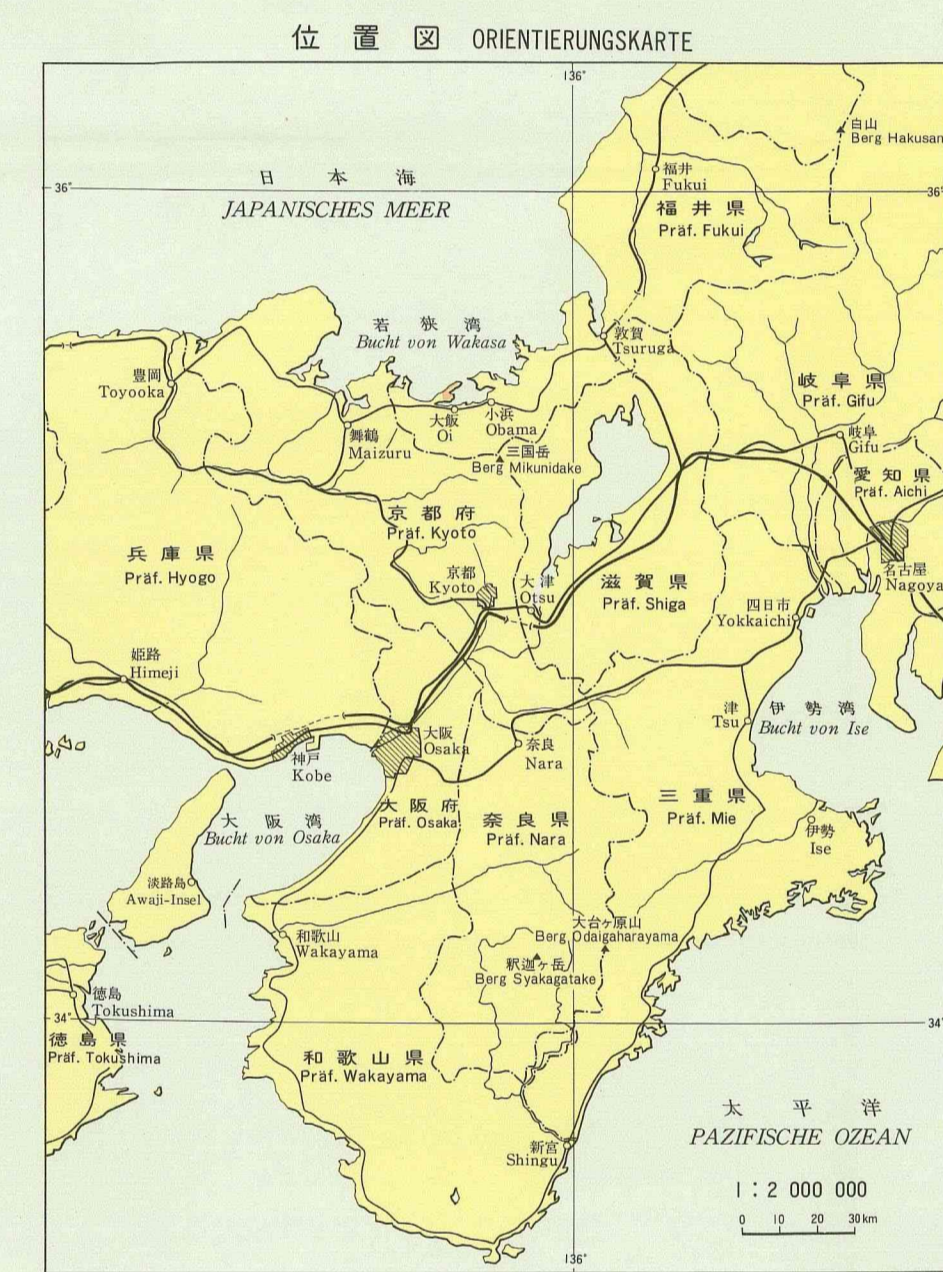 位置図 ORIENTIERUNGSKARTE
136°
白山
Berg Hakusan
福井
Fukui
日本海
36°
36°
JAPANISCHES MEER
福井県
Präf. Fukui
若狭湾
Bucht von Wakasa
敦賀
Tsuruga
豊岡
Toyooka
岐阜県
Präf. Gifu
大飯
Oi
小浜
Obama
舞鶴
Maizuru
岐阜
Gifu
三国岳
Berg Mikunidake
愛知県
Präf. Aichi
京都府
Präf. Kyoto
兵庫県
Präf. Hyogo
京都
Kyoto
大津
Otsu
滋賀県
Präf. Shiga
名古屋
Nagoya
四日市
Yokkaichi
姫路
Himeji
津
Tsu
伊勢湾
Bucht von Ise
大阪
Osaka
奈良
Nara
神戸
Kobe
三重県
Präf. Mie
大阪府
Präf. Osaka
奈良県
Präf. Nara
大阪湾
Bucht von Osaka
伊勢
Ise
淡路島
Awaji-Insel
大台ヶ原山
Berg Odaigaharayama
和歌山
Wakayama
釈迦ヶ岳
Berg Syakagatake
徳島
Tokushima
34°
34°
徳島県
Präf. Tokushima
和歌山県
Präf. Wakayama
太平洋
PAZIFISCHE OZEAN
新宮
Shingu
1:2 000 000
0 10 20 30km
136°